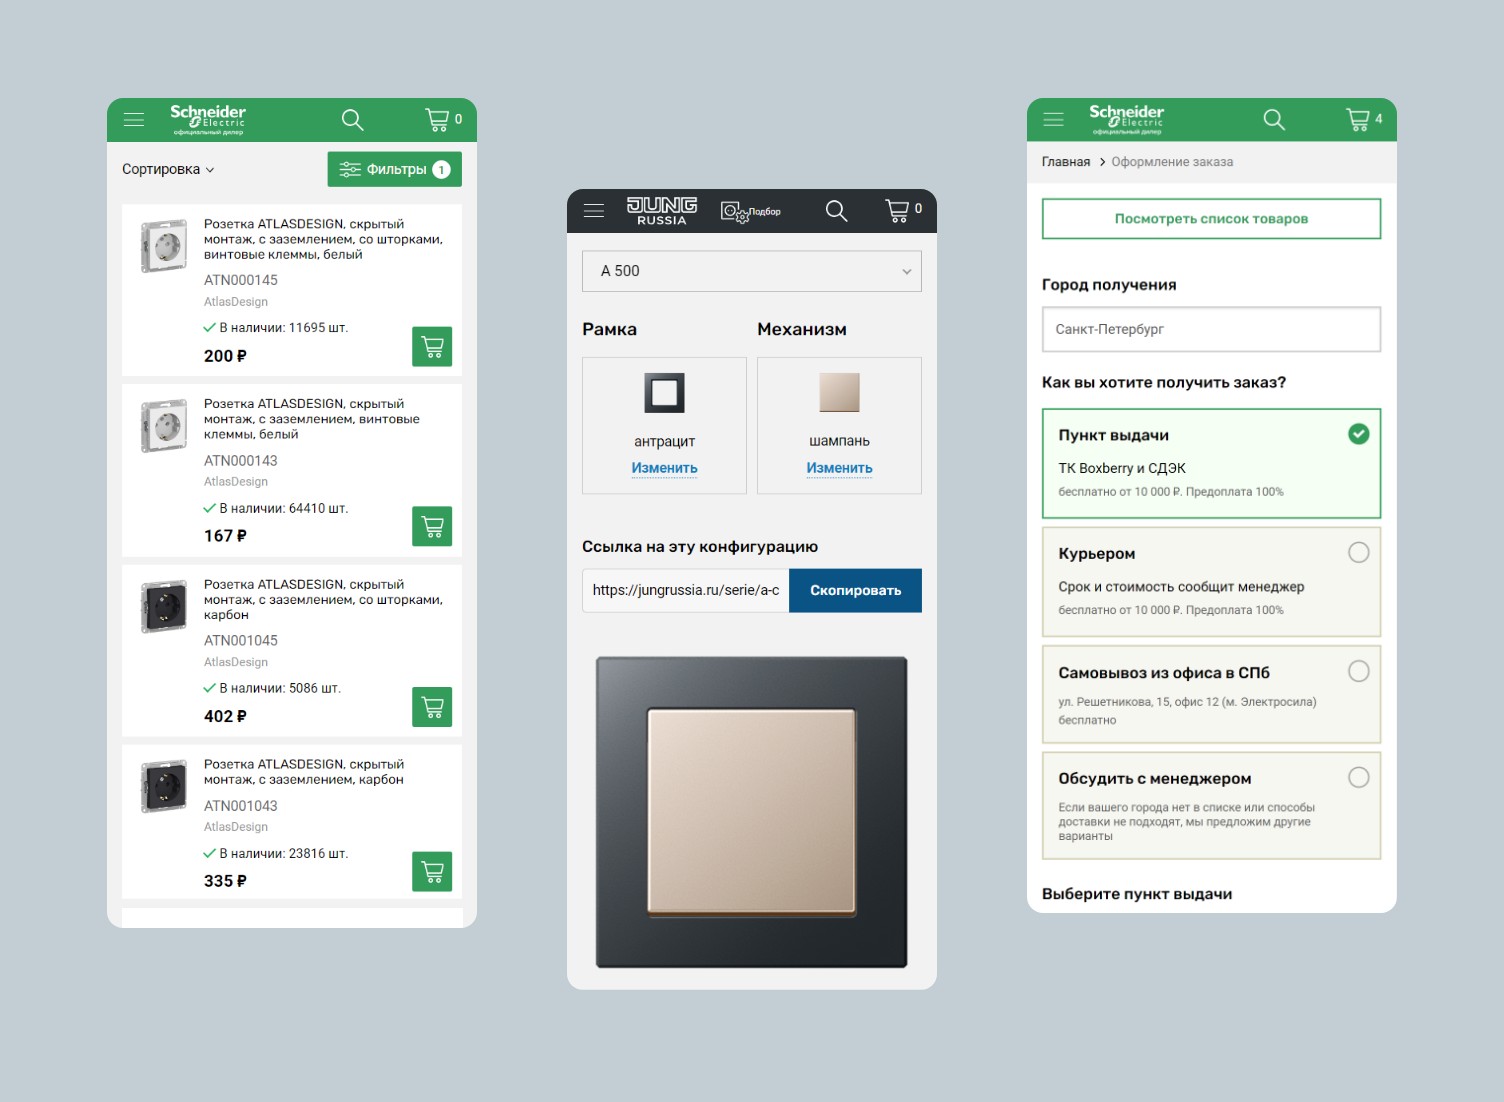 Schneider
Electric
официальный дилер
0
Сортировка
Фильтры 1
Розетка ATLASDESIGN, скрытый
монтаж, с заземлением, со шторками,
винтовые клеммы, белый
ATN000145
AtlasDesign
В наличии: 11695 шт.
200 ₽
Розетка ATLASDESIGN, скрытый
монтаж, с заземлением, винтовые
клеммы, белый
ATN000143
AtlasDesign
В наличии: 64410 шт.
167 ₽
Розетка ATLASDESIGN, скрытый
монтаж, с заземлением, со шторками,
карбон
ATN001045
AtlasDesign
В наличии: 5086 шт.
402 ₽
Розетка ATLASDESIGN, скрытый
монтаж, с заземлением, карбон
ATN001043
AtlasDesign
В наличии: 23816 шт.
335 ₽
JUNG
RUSSIA
Подбор
0
A 500
Рамка
Механизм
антрацит
Изменить
шампань
Изменить
Ссылка на эту конфигурацию
https://jungrussia.ru/serie/a-c
Скопировать
Schneider
Electric
официальный дилер
4
Главная > Оформление заказа
Посмотреть список товаров
Город получения
Санкт-Петербург
Как вы хотите получить заказ?
Пункт выдачи
ТК Boxberry и СДЭК
бесплатно от 10 000 ₽. Предоплата 100%
Курьером
Срок и стоимость сообщит менеджер
бесплатно от 10 000 ₽. Предоплата 100%
Самовывоз из офиса в СПб
ул. Решетникова, 15, офис 12 (м. Электросила)
бесплатно
Обсудить с менеджером
Если вашего города нет в списке или способы
доставки не подходят, мы предложим другие
варианты
Выберите пункт выдачи